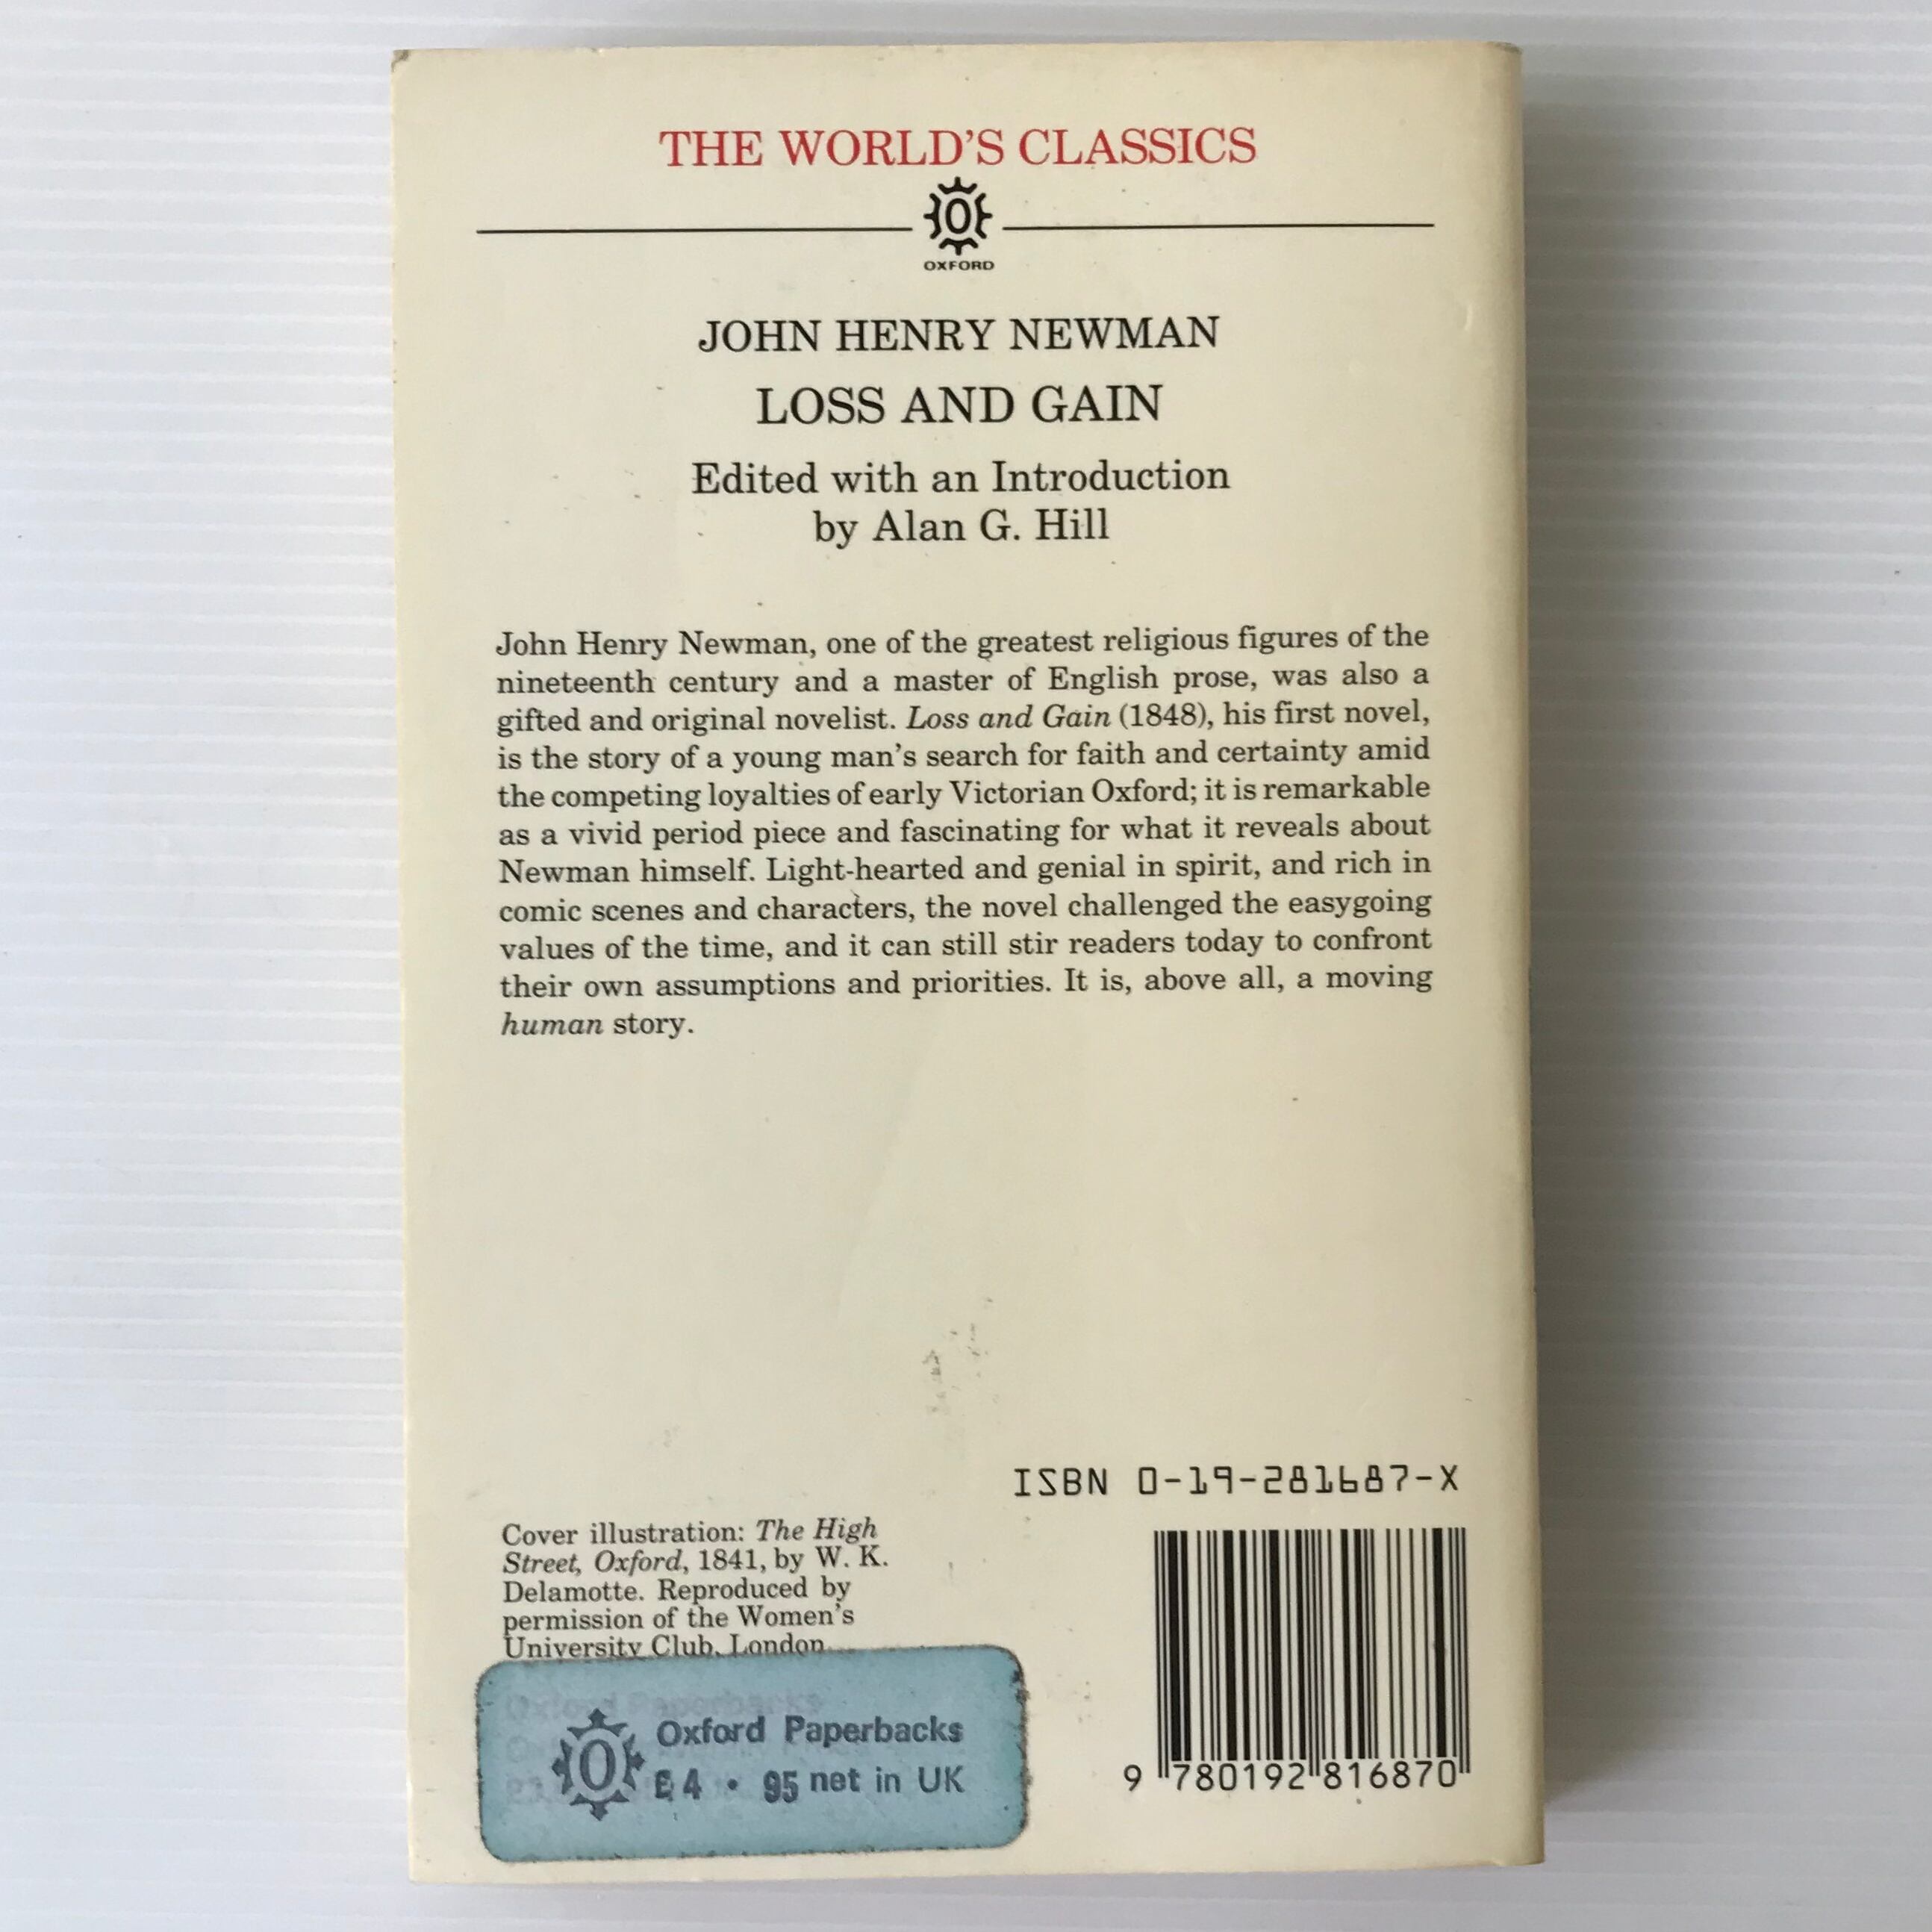 THE WORLD'S CLASSICS
OXFORD
JOHN HENRY NEWMAN
LOSS AND GAIN
Edited with an Introduction
by Alan G. Hill
John Henry Newman, one of the greatest religious figures of the
nineteenth century and a master of English prose, was also a
gifted and original novelist. Loss and Gain (1848), his first novel,
is the story of a young man's search for faith and certainty amid
the competing loyalties of early Victorian Oxford; it is remarkable
as a vivid period piece and fascinating for what it reveals about
Newman himself. Light-hearted and genial in spirit, and rich in
comic scenes and characters, the novel challenged the easygoing
values of the time, and it can still stir readers today to confront
their own assumptions and priorities. It is, above all, a moving
human story.
ISBN 0-19-281687-X
Cover illustration: The High
Street, Oxford, 1841, by W. K.
Delamotte. Reproduced by
permission of the Women's
University Club, London
Oxford Paperbacks
Oxford Paperbacks
£4 • 95 net in UK
9 780192 816870